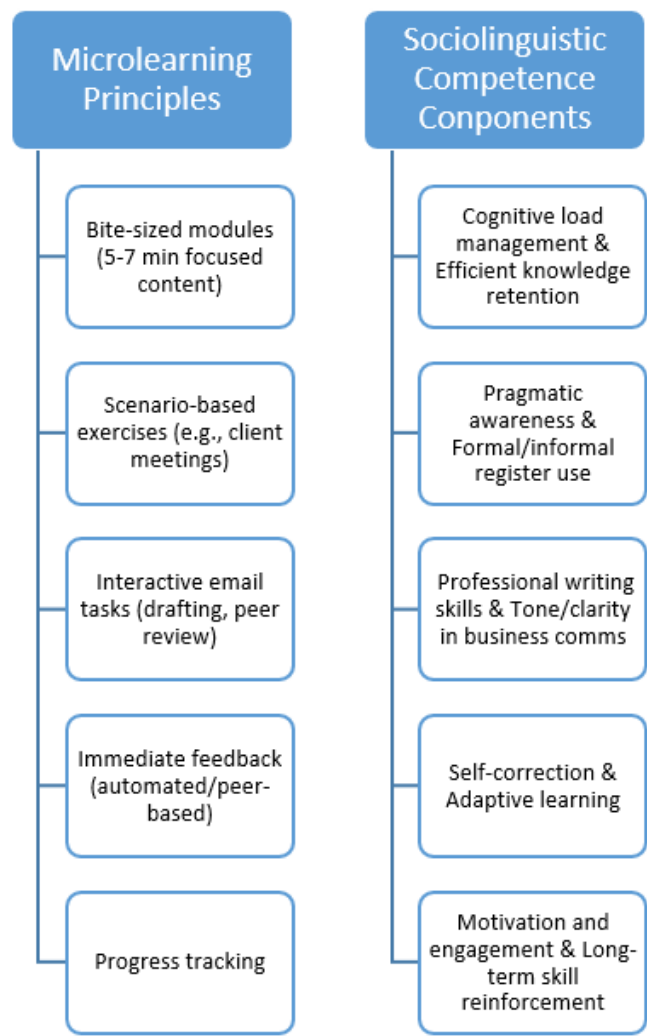 Microlearning
Principles
Bite-sized modules
(5-7 min focused
content)
Scenario-based
exercises (e.g., client
meetings)
Interactive email
tasks (drafting, peer
review)
Immediate feedback
(automated/peer-
based)
Progress tracking
Sociolinguistic
Competence
Conponents
Cognitive load
management &
Efficient knowledge
retention
Pragmatic
awareness &
Formal/informal
register use
Professional writing
skills & Tone/clarity
in business comms
Self-correction &
Adaptive learning
Motivation and
engagement & Long-
term skill
reinforcement